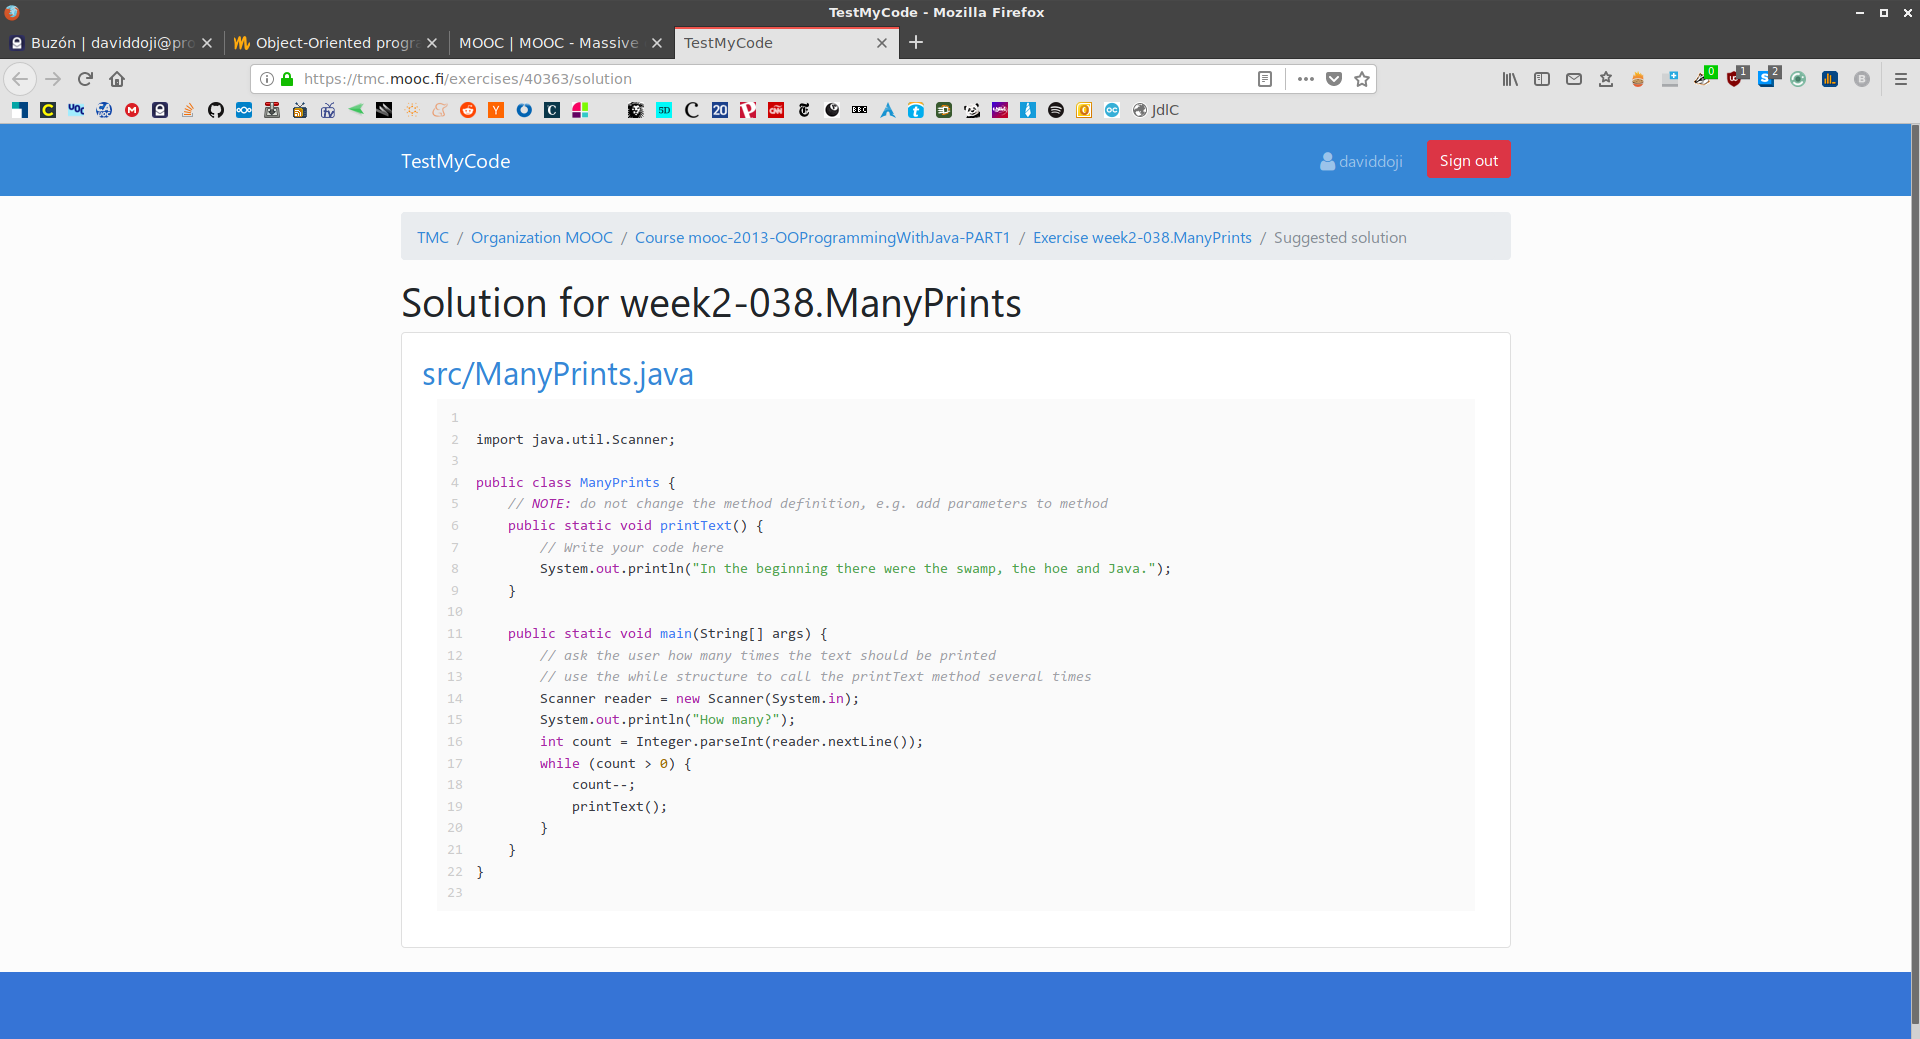 TestMyCode - Mozilla Firefox
Buzón | daviddoji@pro
Object-Oriented progra
MOOC | MOOC - Massive
TestMyCode
https://tmc.mooc.fi/exercises/40363/solution
0
1
2
JdlC
TestMyCode
daviddoji
Sign out
TMC / Organization MOOC / Course mooc-2013-OOProgrammingWithJava-PART1 / Exercise week2-038.ManyPrints / Suggested solution
Solution for week2-038.ManyPrints
src/ManyPrints.java
1
2 import java.util.Scanner;
3
4 public class ManyPrints {
5 // NOTE: do not change the method definition, e.g. add parameters to method
6 public static void printText() {
7 // Write your code here
8 System.out.println("In the beginning there were the swamp, the hoe and Java.");
9 }
10
11 public static void main(String[] args) {
12 // ask the user how many times the text should be printed
13 // use the while structure to call the printText method several times
14 Scanner reader = new Scanner(System.in);
15 System.out.println("How many?");
16 int count = Integer.parseInt(reader.nextLine());
17 while (count > 0) {
18 count--;
19 printText();
20 }
21 }
22 }
23